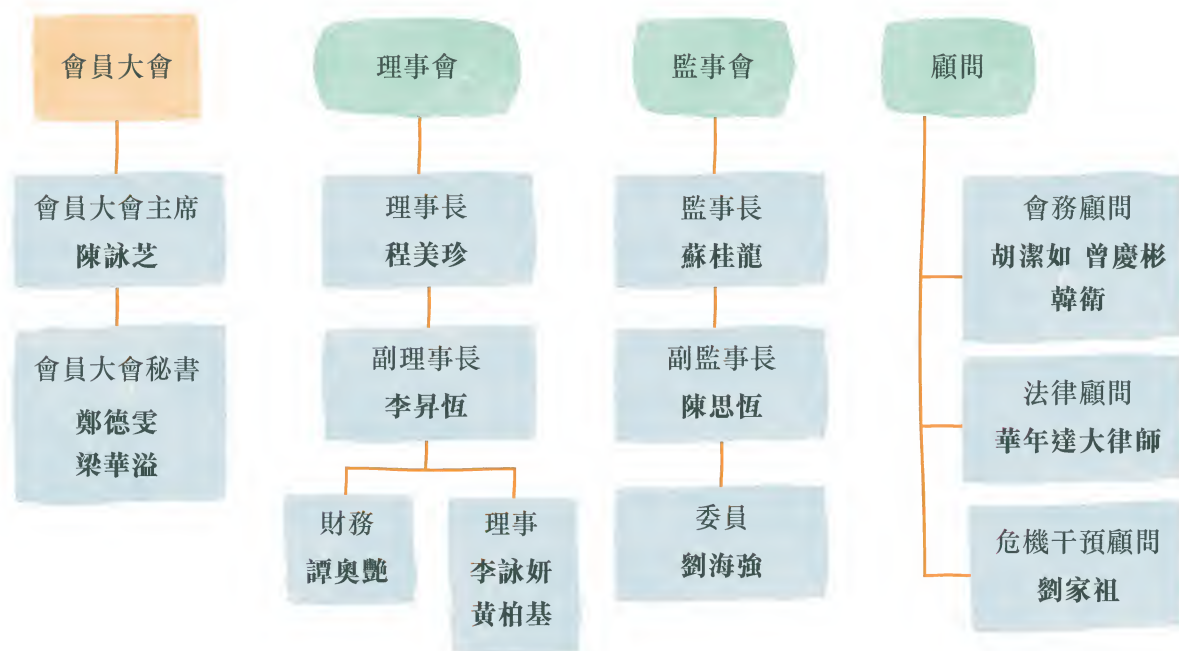 會員大會
會員大會主席
陳詠芝
會員大會秘書
鄭德雯
梁華溢
理事會
理事長
程美珍
副理事長
李昇恆
財務
譚奧艷
理事
李詠妍
黃柏基
監事會
監事長
蘇桂龍
副監事長
陳思恆
委員
劉海強
顧問
會務顧問
胡潔如 曾慶彬
韓衛
法律顧問
華年達大律師
危機干預顧問
劉家祖